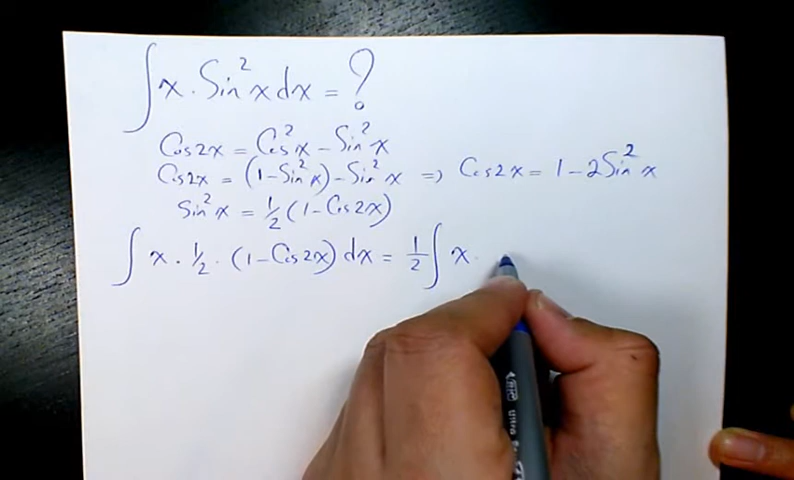 ∫ x . Sin²x dx = ?
Cos2x = Cos²x - Sin²x
Cos2x = (1-Sin²x) - Sin²x => Cos2x = 1 - 2Sin²x
Sin²x = 1/2 (1-Cos2x)
∫ x . 1/2 . (1-Cos2x) dx = 1/2 ∫ x .
Ultra